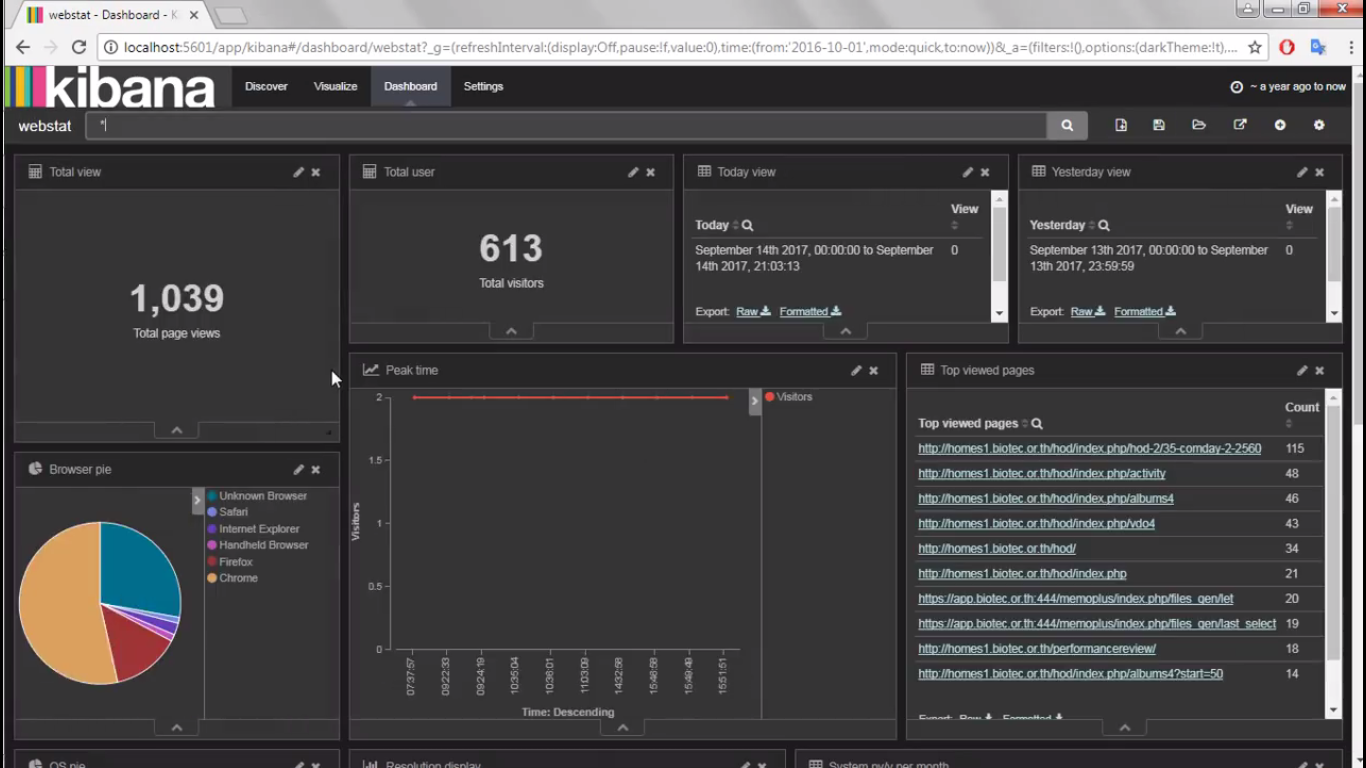 webstat - Dashboard - K
localhost:5601/app/kibana#/dashboard/webstat?_g=(refreshInterval:(display:Off,pause:!f,value:0),time:(from:'2016-10-01',mode:quick,to:now))&_a=(filters:!(),options:(darkTheme:!t),...
kibana
Discover Visualize Dashboard Settings
~ a year ago to now
webstat
*
Total view
1,039
Total page views
Total user
613
Total visitors
Today view
View
Today
September 14th 2017, 00:00:00 to September 0
14th 2017, 21:03:13
Export: Raw Formatted
Yesterday view
View
Yesterday
September 13th 2017, 00:00:00 to September 0
13th 2017, 23:59:59
Export: Raw Formatted
Browser pie
Unknown Browser
Safari
Internet Explorer
Handheld Browser
Firefox
Chrome
Peak time
Visitors
2
1.5
1
0.5
0
Visitors
07:37:57 09:22:33 09:24:19 10:35:04 10:36:01 11:03:09 14:32:58 15:46:58 15:49:49 15:51:51
Time: Descending
Top viewed pages
Count
Top viewed pages
http://homes1.biotec.or.th/hod/index.php/hod-2/35-comday-2-2560 115
http://homes1.biotec.or.th/hod/index.php/activity 48
http://homes1.biotec.or.th/hod/index.php/albums4 46
http://homes1.biotec.or.th/hod/index.php/vdo4 43
http://homes1.biotec.or.th/hod/ 34
http://homes1.biotec.or.th/hod/index.php 21
https://app.biotec.or.th:444/memoplus/index.php/files_gen/let 20
https://app.biotec.or.th:444/memoplus/index.php/files_gen/last_select 19
http://homes1.biotec.or.th/performancereview/ 18
http://homes1.biotec.or.th/hod/index.php/albums4?start=50 14
Export: Raw Formatted
OS pie
Resolution display
System pv/v per month